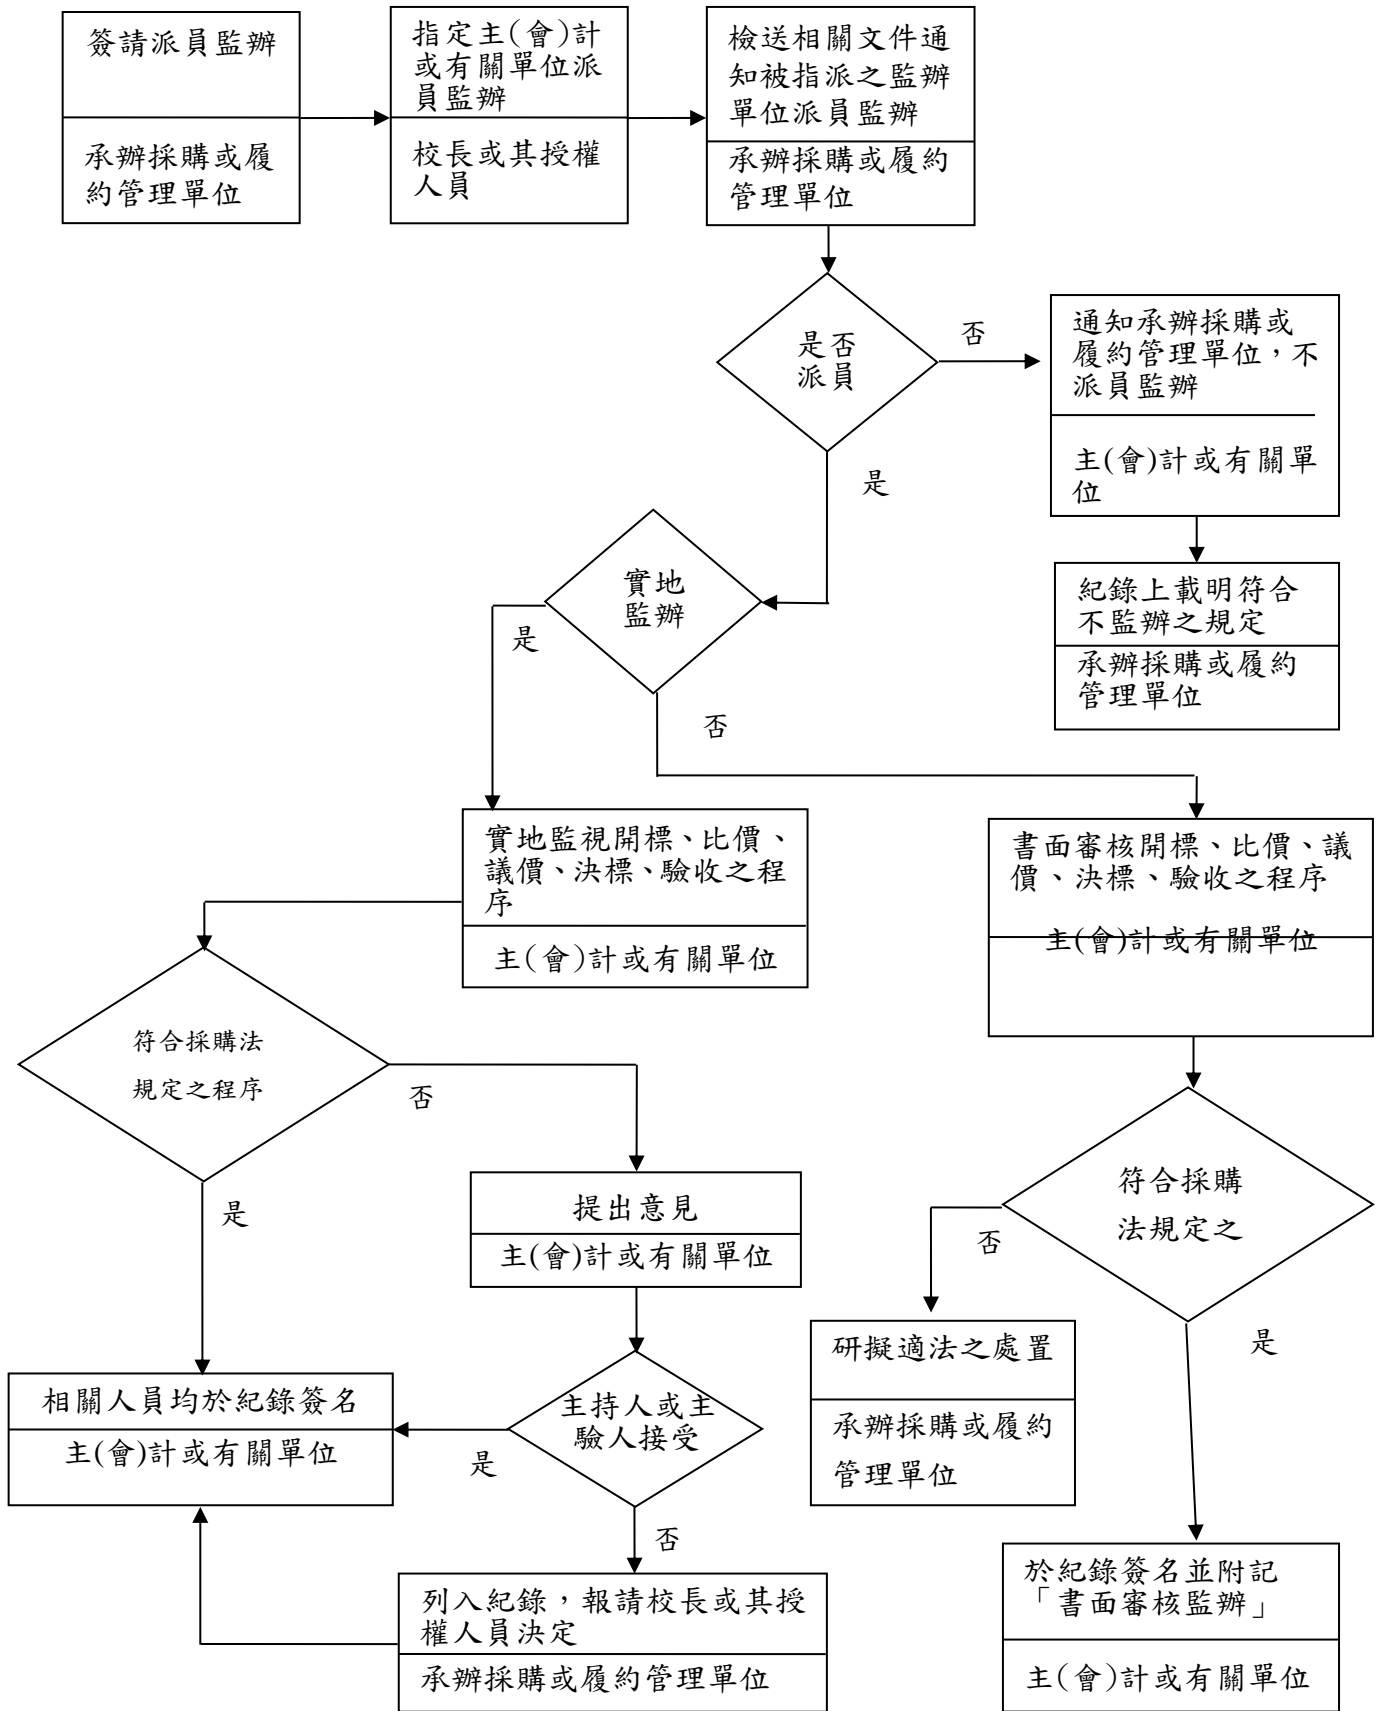 簽請派員監辦
承辦採購或履
約管理單位
指定主(會)計
或有關單位派
員監辦
校長或其授權
人員
檢送相關文件通
知被指派之監辦
單位派員監辦
承辦採購或履約
管理單位
是否
派員
否
是
通知承辦採購或
履約管理單位，不
派員監辦
主(會)計或有關單
位
紀錄上載明符合
不監辦之規定
承辦採購或履約
管理單位
實地
監辦
是
否
實地監視開標、比價、
議價、決標、驗收之程
序
主(會)計或有關單位
書面審核開標、比價、議
價、決標、驗收之程序
主(會)計或有關單位
符合採購法
規定之程序
否
是
提出意見
主(會)計或有關單位
符合採購
法規定之
否
是
研擬適法之處置
承辦採購或履約
管理單位
相關人員均於紀錄簽名
主(會)計或有關單位
主持人或主
驗人接受
是
否
列入紀錄，報請校長或其授
權人員決定
承辦採購或履約管理單位
於紀錄簽名並附記
「書面審核監辦」
主(會)計或有關單位